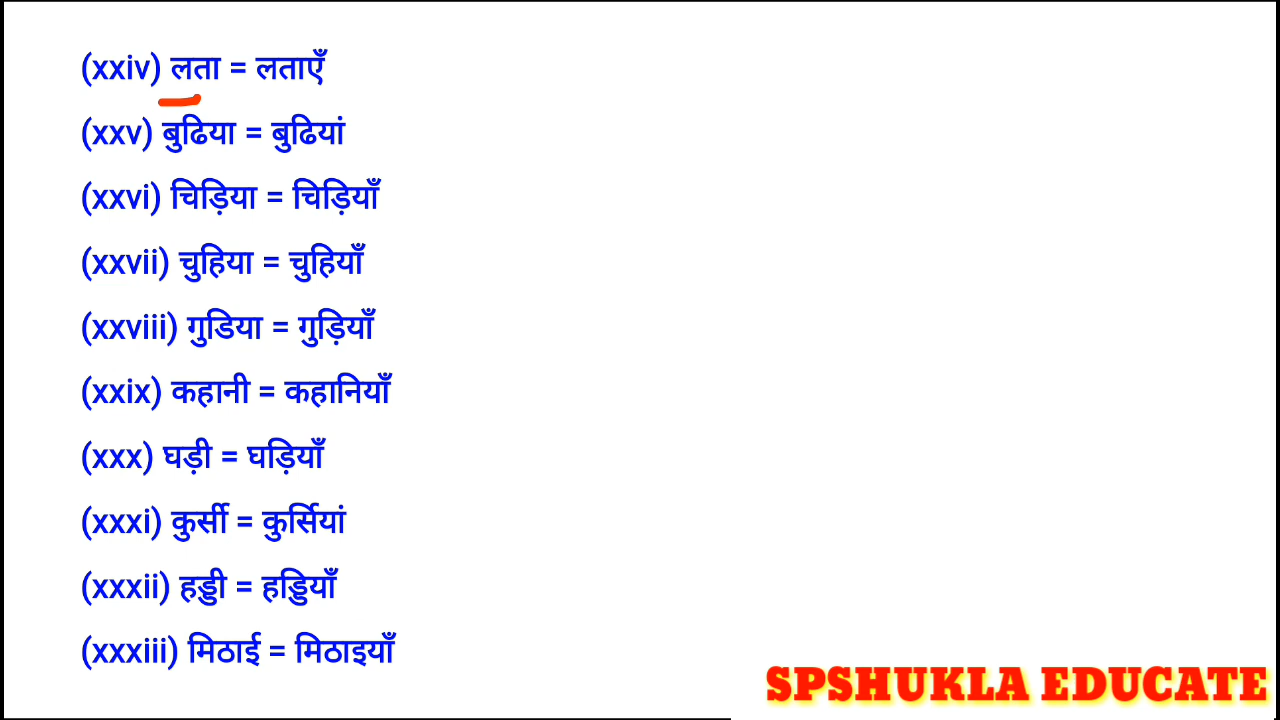 (xxiv) लता = लताएँ
(xxv) बुढिया = बुढियां
(xxvi) चिड़िया = चिड़ियाँ
(xxvii) चुहिया = चुहियाँ
(xxviii) गुडिया = गुड़ियाँ
(xxix) कहानी = कहानियाँ
(xxx) घड़ी = घड़ियाँ
(xxxi) कुर्सी = कुर्सियां
(xxxii) हड्डी = हड्डियाँ
(xxxiii) मिठाई = मिठाइयाँ
SPSHUKLA EDUCATE